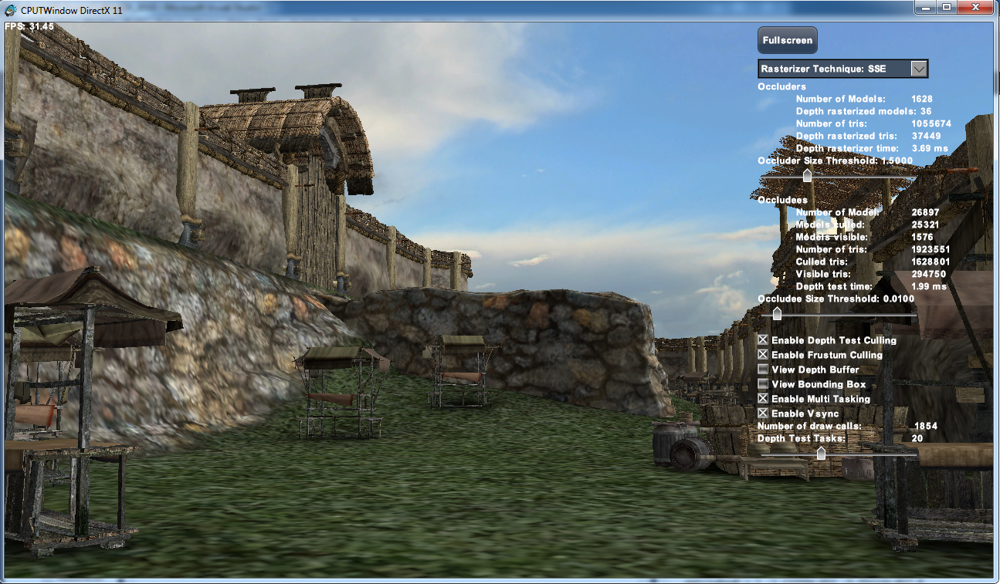 CPUTWindow DirectX 11
FPS: 31.45
Fullscreen
Rasterizer Technique: SSE
Occluders
Number of Models: 1628
Depth rasterized models: 36
Number of tris: 1055674
Depth rasterized tris: 37449
Depth rasterizer time: 3.69 ms
Occluder Size Threshold: 1.5000
Occludees
Number of Model: 26897
Models culled: 25321
Models visible: 1576
Number of tris: 1923551
Culled tris: 1628801
Visible tris: 294750
Depth test time: 1.99 ms
Occludee Size Threshold: 0.0100
Enable Depth Test Culling
Enable Frustum Culling
View Depth Buffer
View Bounding Box
Enable Multi Tasking
Enable Vsync
Number of draw calls: 1854
Depth Test Tasks: 20